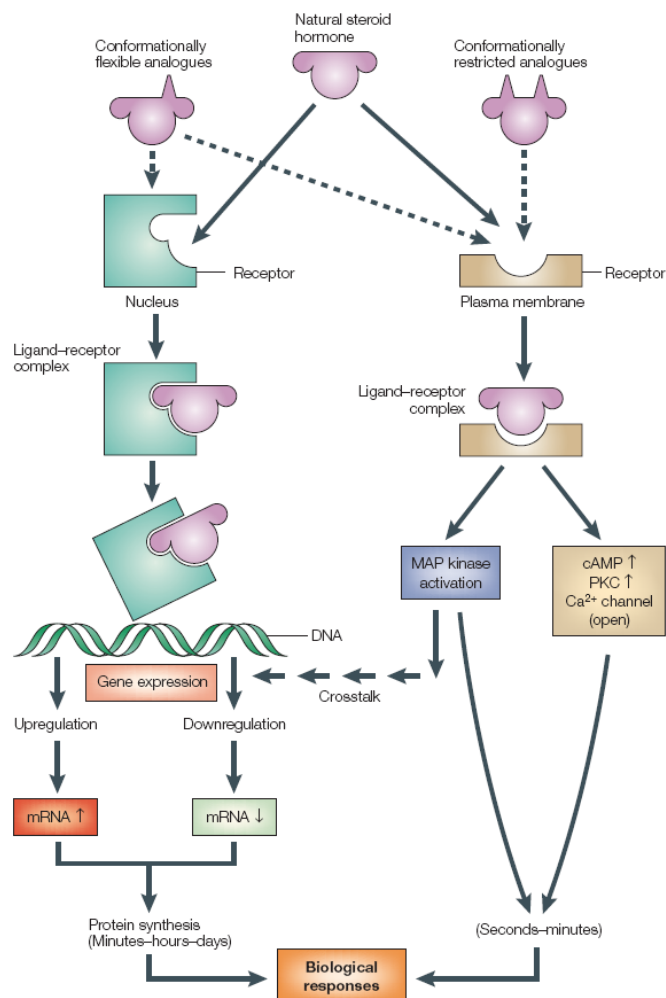 Natural steroid
hormone
Conformationally
flexible analogues
Conformationally
restricted analogues
Receptor
Nucleus
Receptor
Plasma membrane
Ligand–receptor
complex
Ligand–receptor
complex
MAP kinase
activation
cAMP ↑
PKC ↑
Ca²⁺ channel
(open)
DNA
Gene expression
Crosstalk
Upregulation
Downregulation
mRNA ↑
mRNA ↓
Protein synthesis
(Minutes–hours–days)
(Seconds–minutes)
Biological
responses